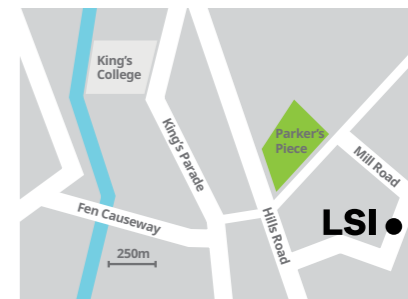 King's
College
King's Parade
Parker's
Piece
Mill Road
Fen Causeway
Hills Road
LSI
250m